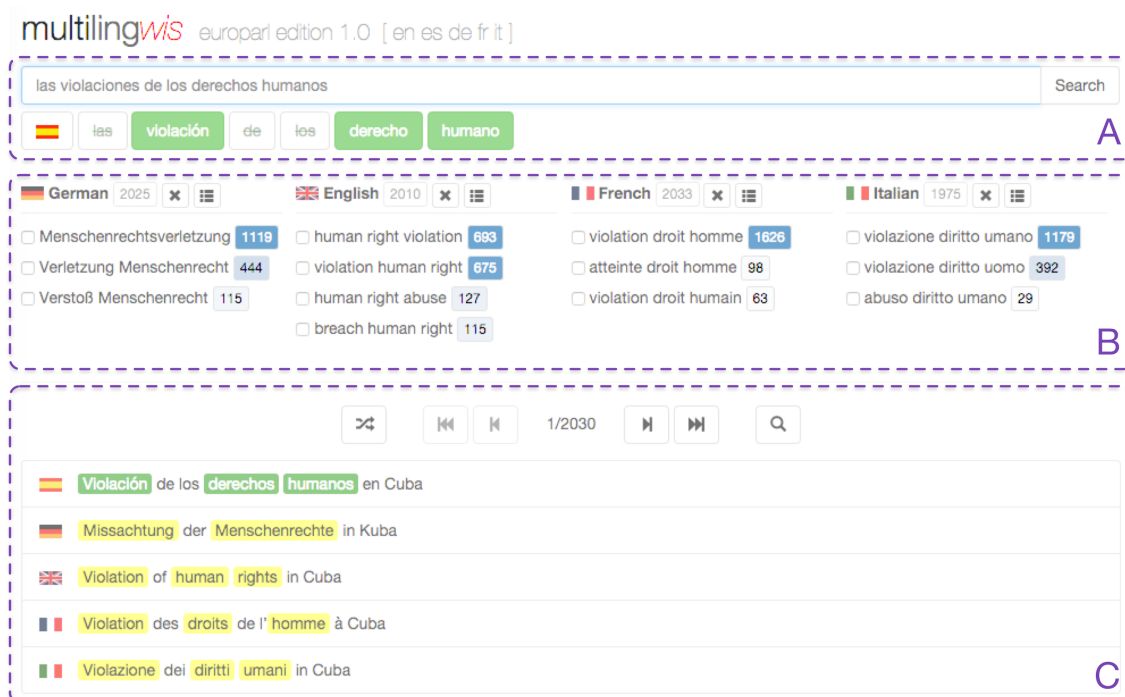 multilingwis europarl edition 1.0 [ en es de fr it ]
las violaciones de los derechos humanos Search
las violación de los derecho humano
A
German 2025 English 2010 French 2033 Italian 1975
Menschenrechtsverletzung 1119 human right violation 693 violation droit homme 1626 violazione diritto umano 1179
Verletzung Menschenrecht 444 violation human right 675 atteinte droit homme 98 violazione diritto uomo 392
Verstoß Menschenrecht 115 human right abuse 127 violation droit humain 63 abuso diritto umano 29
breach human right 115
B
1/2030
Violación de los derechos humanos en Cuba
Missachtung der Menschenrechte in Kuba
Violation of human rights in Cuba
Violation des droits de l' homme à Cuba
Violazione dei diritti umani in Cuba
C